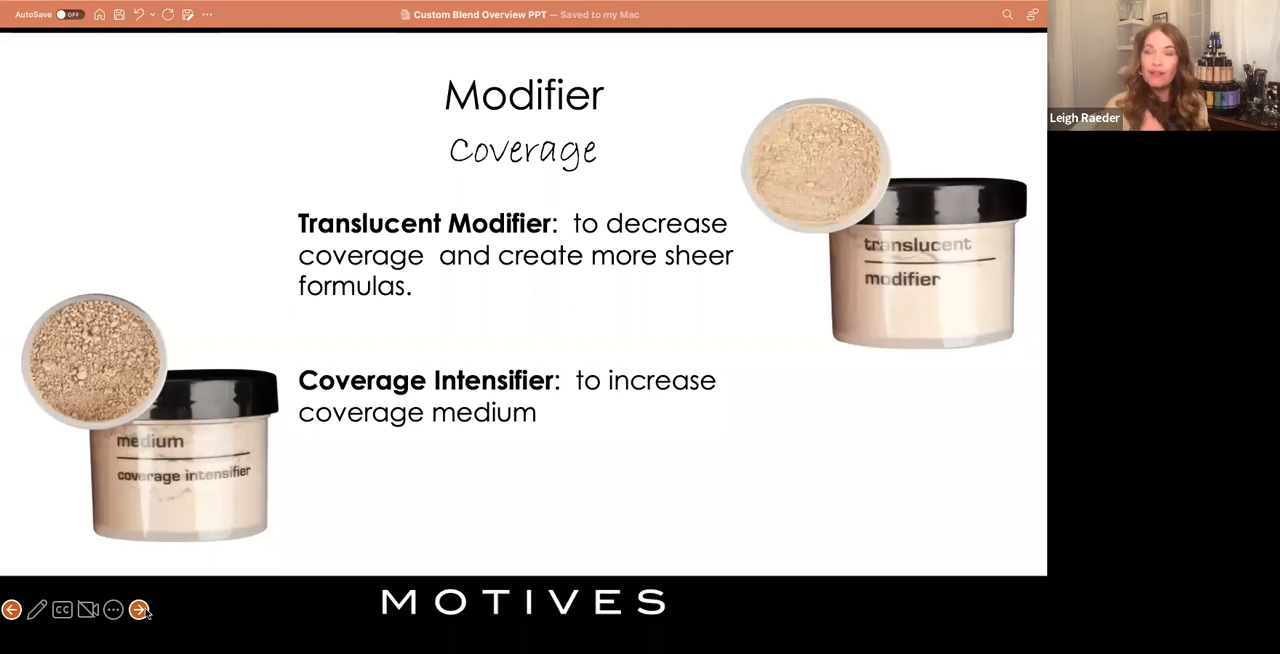 AutoSave OFF
Custom Blend Overview PPT — Saved to my Mac
Leigh Raeder
Modifier
Coverage
Translucent Modifier:  to decrease
coverage  and create more sheer
formulas.
translucent
modifier
Coverage Intensifier:  to increase
coverage medium
medium
coverage intensifier
CC
MOTIVES